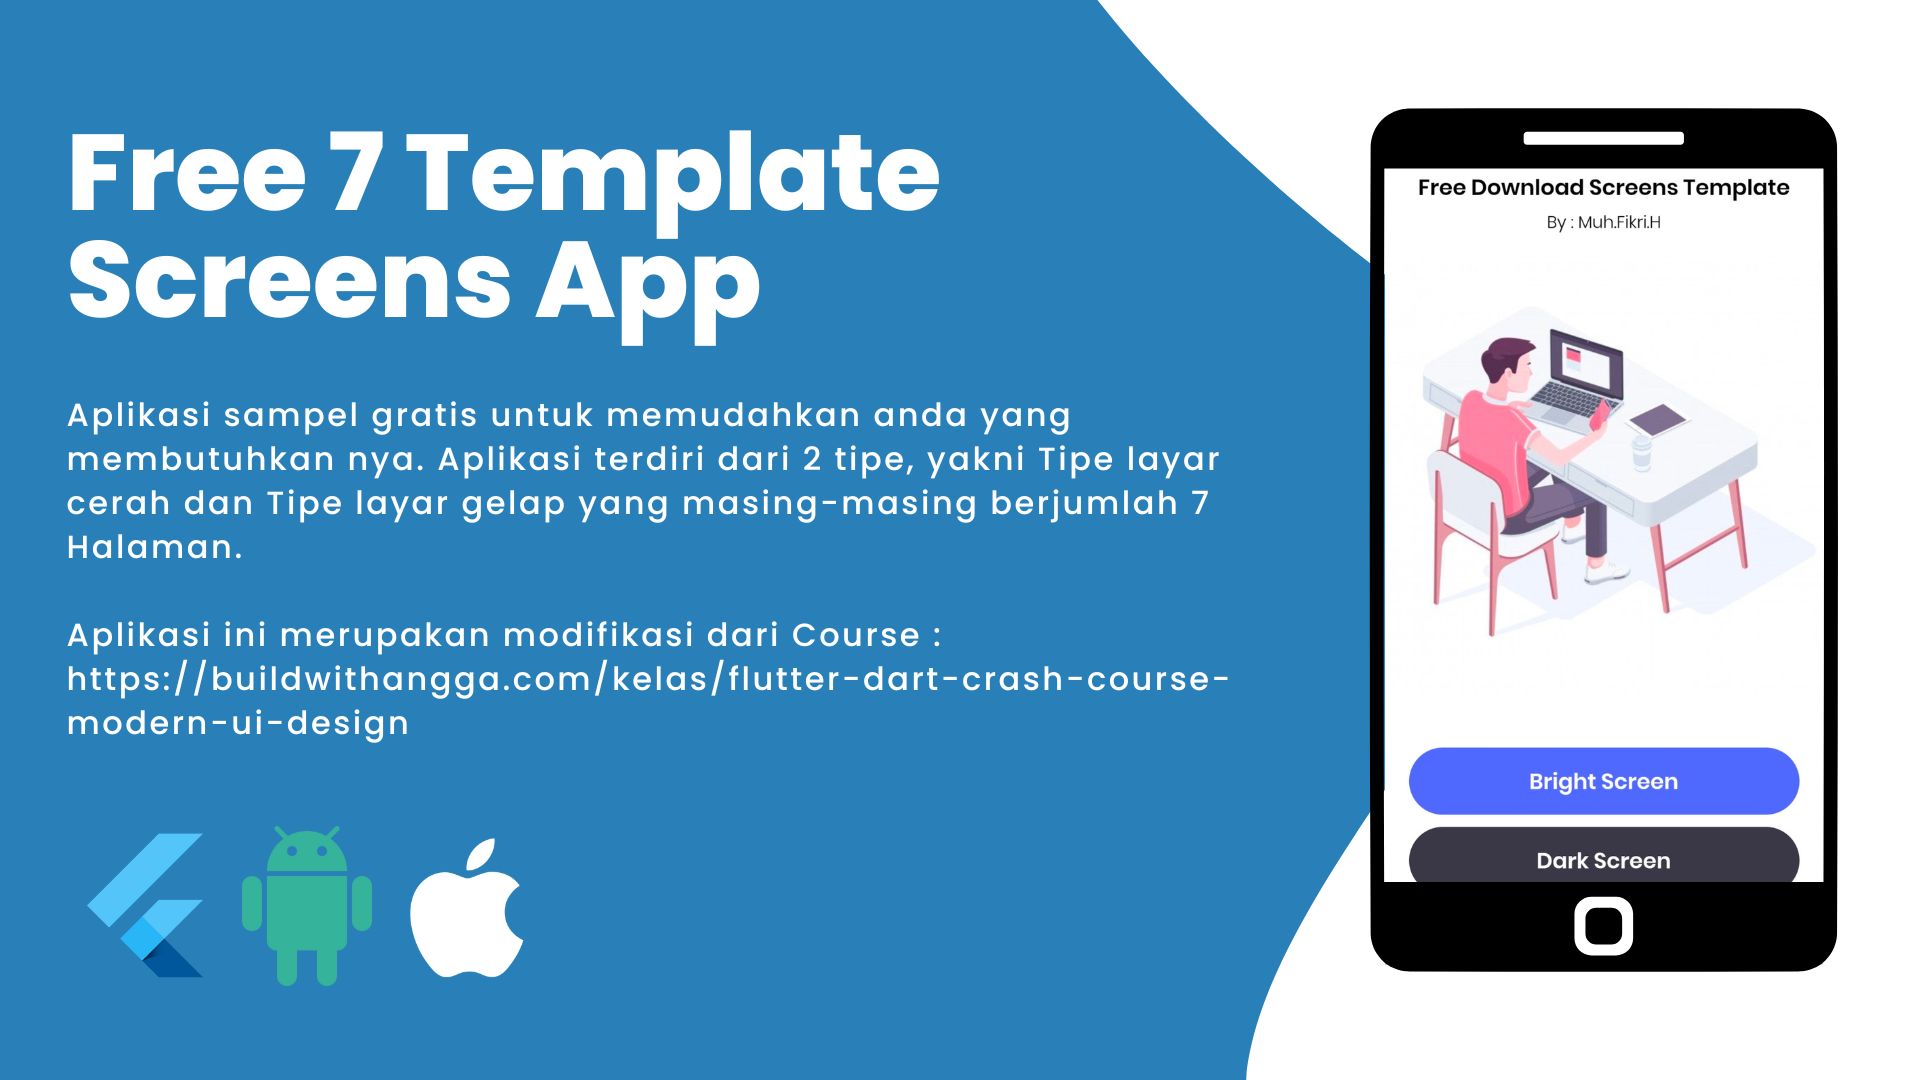 Free 7 Template
Screens App
Aplikasi sampel gratis untuk memudahkan anda yang
membutuhkan nya. Aplikasi terdiri dari 2 tipe, yakni Tipe layar
cerah dan Tipe layar gelap yang masing-masing berjumlah 7
Halaman.
Aplikasi ini merupakan modifikasi dari Course :
https://buildwithangga.com/kelas/flutter-dart-crash-course-
modern-ui-design
Free Download Screens Template
By : Muh.Fikri.H
Bright Screen
Dark Screen